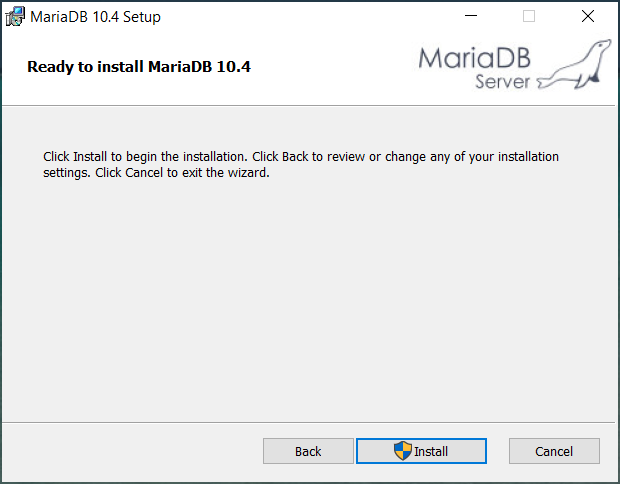 MariaDB 10.4 Setup
Ready to install MariaDB 10.4
MariaDB
Server
Click Install to begin the installation. Click Back to review or change any of your installation
settings. Click Cancel to exit the wizard.
Back
Install
Cancel